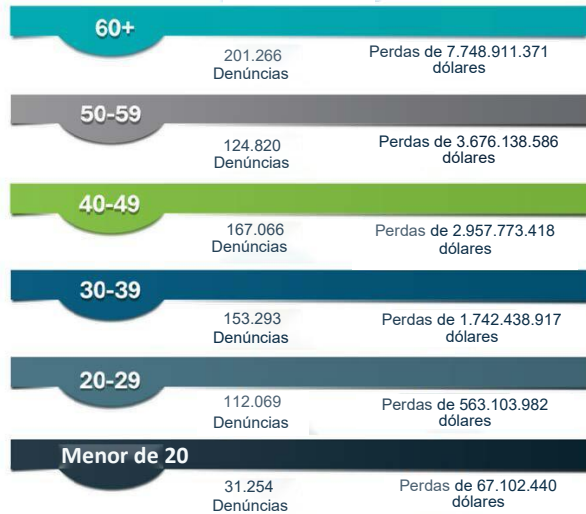 60+
201.266
Denúncias
Perdas de 7.748.911.371
dólares
50-59
124.820
Denúncias
Perdas de 3.676.138.586
dólares
40-49
167.066
Denúncias
Perdas de 2.957.773.418
dólares
30-39
153.293
Denúncias
Perdas de 1.742.438.917
dólares
20-29
112.069
Denúncias
Perdas de 563.103.982
dólares
Menor de 20
31.254
Denúncias
Perdas de 67.102.440
dólares